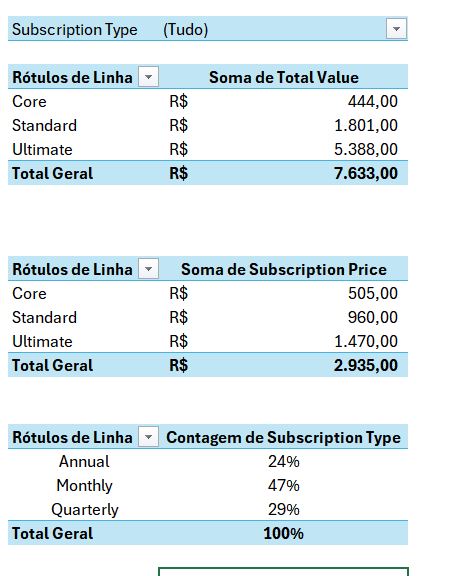 Subscription Type (Tudo)
Rótulos de Linha Soma de Total Value
Core R$ 444,00
Standard R$ 1.801,00
Ultimate R$ 5.388,00
Total Geral R$ 7.633,00
Rótulos de Linha Soma de Subscription Price
Core R$ 505,00
Standard R$ 960,00
Ultimate R$ 1.470,00
Total Geral R$ 2.935,00
Rótulos de Linha Contagem de Subscription Type
Annual 24%
Monthly 47%
Quarterly 29%
Total Geral 100%